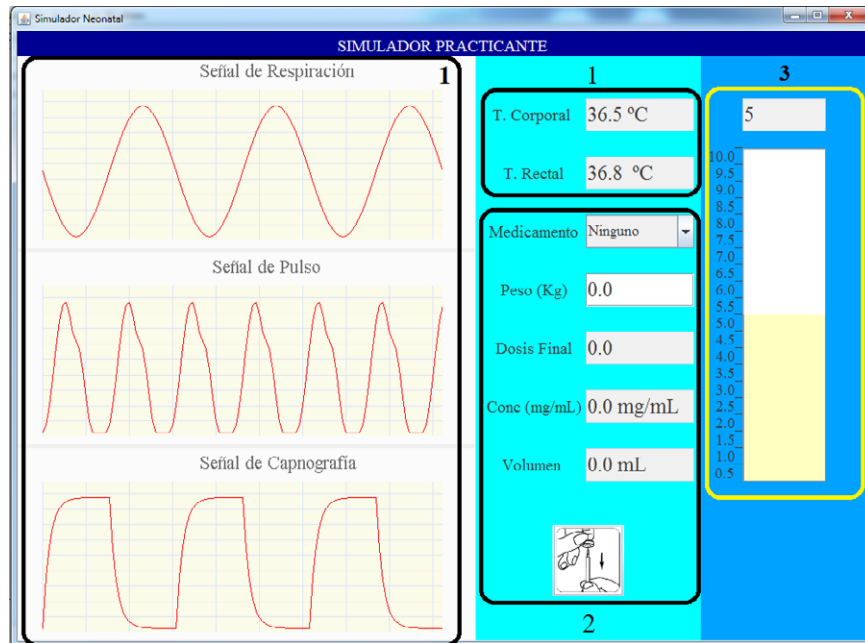 Simulador Neonatal
SIMULADOR PRACTICANTE
1
Señal de Respiración
Señal de Pulso
Señal de Capnografía
1
T. Corporal 36.5 ºC
T. Rectal 36.8 ºC
Medicamento Ninguno
Peso (Kg) 0.0
Dosis Final 0.0
Conc (mg/mL) 0.0 mg/mL
Volumen 0.0 mL
2
3
5
10.0
9.5
9.0
8.5
8.0
7.5
7.0
6.5
6.0
5.5
5.0
4.5
4.0
3.5
3.0
2.5
2.0
1.5
1.0
0.5